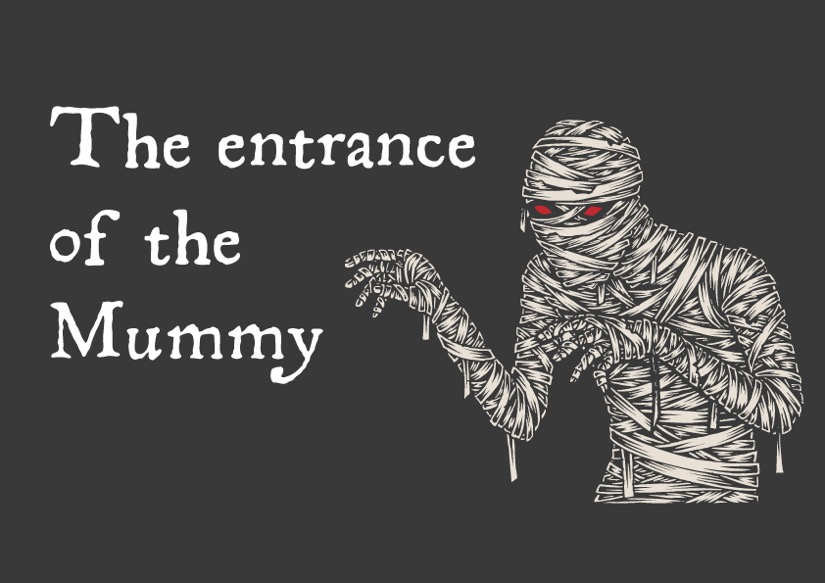 The entrance
of the
Mummy